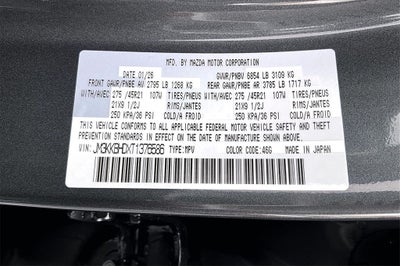 MFD. BY MAZDA MOTOR CORPORATION
DATE 01/26 GVWR/PNBV 6854 LB 3109 KG
FRONT GAWR/PNBE AV 2795 LB 1268 KG REAR GAWR/PNBE AR 3785 LB 1717 KG
WITH/AVEC 275 /45R21 107W TIRES/PNEUS WITH/AVEC 275 /45R21 107W TIRES/PNEUS
21X9 1/2J RIMS/JANTES 21X9 1/2J RIMS/JANTES
250 KPA/36 PSI COLD/FROID 250 KPA/36 PSI COLD/FROID
THIS VEHICLE CONFORMS TO ALL APPLICABLE FEDERAL MOTOR VEHICLE SAFETY, BUMPER, AND THEFT
PREVENTION STANDARDS IN EFFECT ON THE DATE OF MANUFACTURE SHOWN ABOVE.
VIN: TYPE:MPV COLOR CODE:46G MADE IN JAPAN